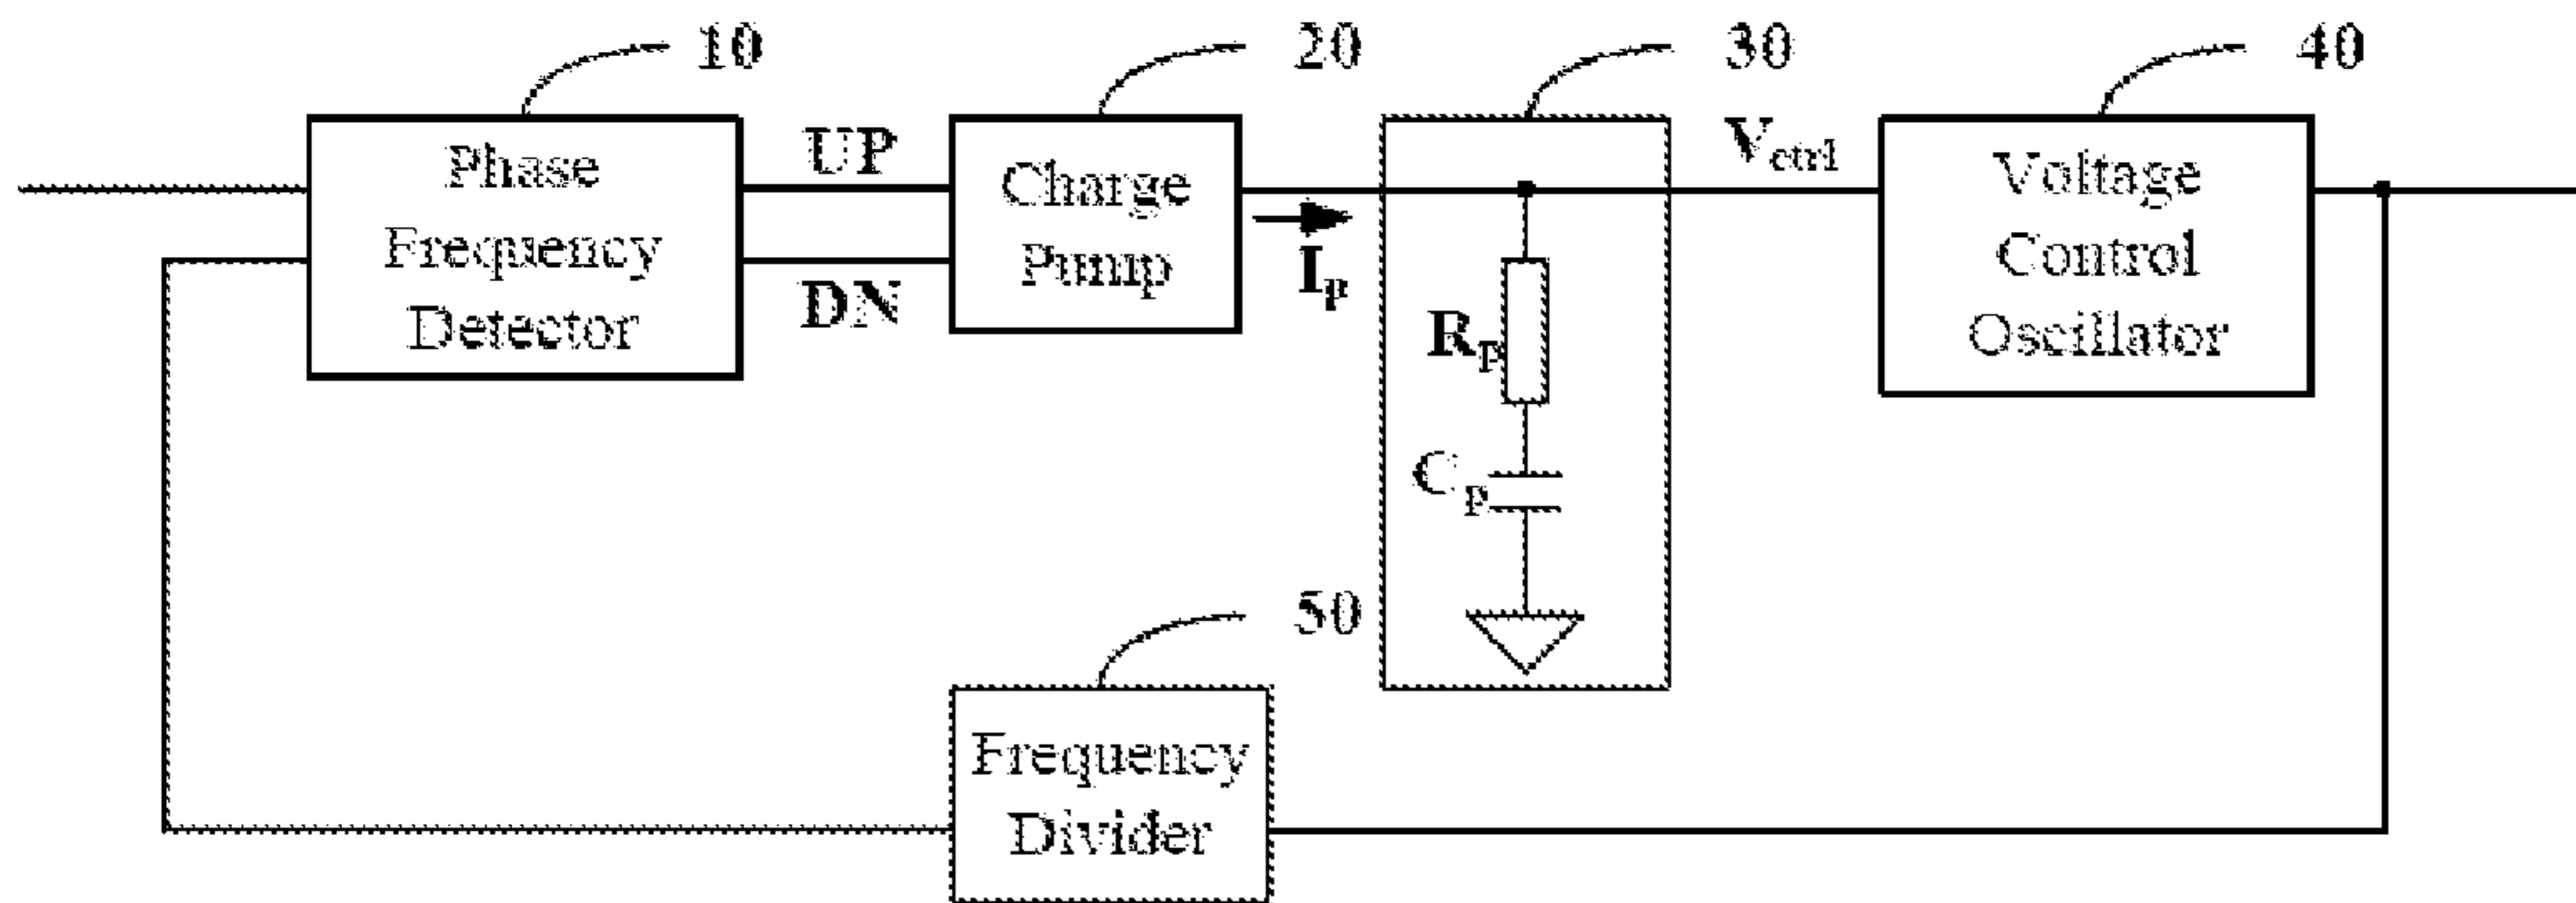 10
20
30
40
Phase
Frequency
Detector
UP
DN
Charge
Pump
Ip
Rp
Cp
Vctrl
Voltage
Control
Oscillator
50
Frequency
Divider